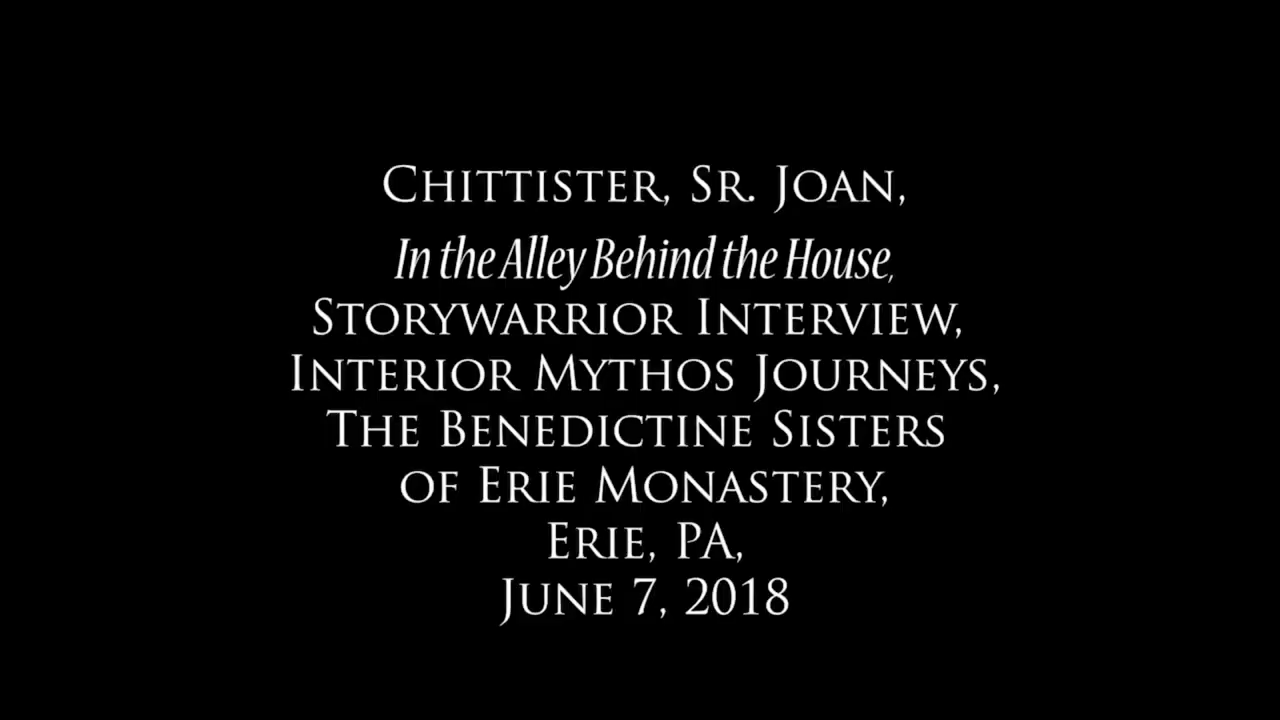 Chittister, Sr. Joan,
In the Alley Behind the House,
Storywarrior Interview,
Interior Mythos Journeys,
The Benedictine Sisters
of Erie Monastery,
Erie, PA,
June 7, 2018